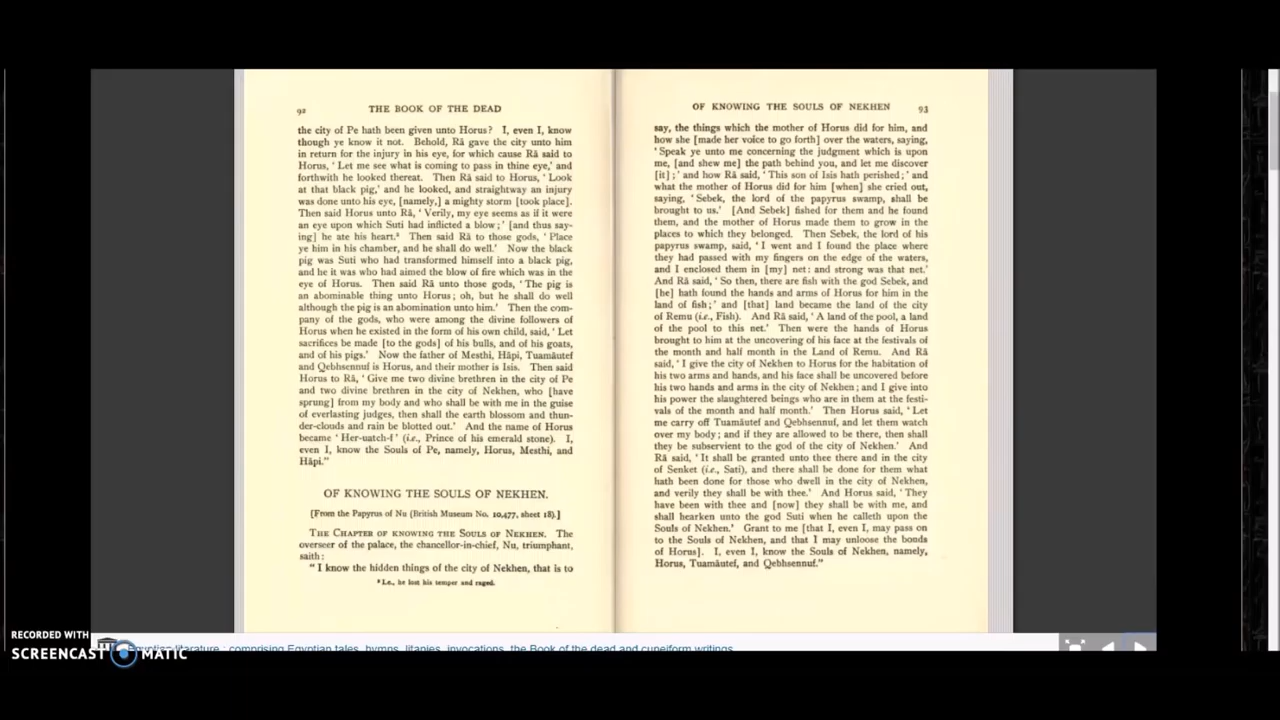 92
THE BOOK OF THE DEAD
the city of Pe hath been given unto Horus? I, even I, know
though ye know it not. Behold, Rā gave the city unto him
in return for the injury in his eye, for which cause Rā said to
Horus, ‘Let me see what is coming to pass in thine eye,’ and
forthwith he looked thereat. Then Rā said to Horus, ‘Look
at that black pig,’ and he looked, and straightway an injury
was done unto his eye, [namely,] a mighty storm [took place].
Then said Horus unto Rā, ‘Verily, my eye seems as if it were
an eye upon which Suti had inflicted a blow;’ [and thus say-
ing] he ate his heart.² Then said Rā to those gods, ‘Place
ye him in his chamber, and he shall do well.’ Now the black
pig was Suti who had transformed himself into a black pig,
and he it was who had aimed the blow of fire which was in the
eye of Horus. Then said Rā unto those gods, ‘The pig is
an abominable thing unto Horus; oh, but he shall do well
although the pig is an abomination unto him.’ Then the com-
pany of the gods, who were among the divine followers of
Horus when he existed in the form of his own child, said, ‘Let
sacrifices be made [to the gods] of his bulls, and of his goats,
and of his pigs.’ Now the father of Mesthi, Hāpi, Tuamāutef
and Qebhsennuf is Horus, and their mother is Isis. Then said
Horus to Rā, ‘Give me two divine brethren in the city of Pe
and two divine brethren in the city of Nekhen, who [have
sprung] from my body and who shall be with me in the guise
of everlasting judges, then shall the earth blossom and thun-
der-clouds and rain be blotted out.’ And the name of Horus
became ‘Her-uatch-f’ (i.e., Prince of his emerald stone). I,
even I, know the Souls of Pe, namely, Horus, Mesthi, and
Hāpi.”
OF KNOWING THE SOULS OF NEKHEN.
[From the Papyrus of Nu (British Museum No. 10,477, sheet 18).]
THE CHAPTER OF KNOWING THE SOULS OF NEKHEN. The
overseer of the palace, the chancellor-in-chief, Nu, triumphant,
saith:
“I know the hidden things of the city of Nekhen, that is to
² I.e., he lost his temper and raged.
OF KNOWING THE SOULS OF NEKHEN
93
say, the things which the mother of Horus did for him, and
how she [made her voice to go forth] over the waters, saying,
‘Speak ye unto me concerning the judgment which is upon
me, [and shew me] the path behind you, and let me discover
[it];’ and how Rā said, ‘This son of Isis hath perished;’ and
what the mother of Horus did for him [when] she cried out,
saying, ‘Sebek, the lord of the papyrus swamp, shall be
brought to us.’ [And Sebek] fished for them and he found
them, and the mother of Horus made them to grow in the
places to which they belonged. Then Sebek, the lord of his
papyrus swamp, said, ‘I went and I found the place where
they had passed with my fingers on the edge of the waters,
and I enclosed them in [my] net: and strong was that net.’
And Rā said, ‘So then, there are fish with the god Sebek, and
[he] hath found the hands and arms of Horus for him in the
land of fish;’ and [that] land became the land of the city
of Remu (i.e., Fish). And Rā said, ‘A land of the pool, a land
of the pool to this net.’ Then were the hands of Horus
brought to him at the uncovering of his face at the festivals of
the month and half month in the Land of Remu. And Rā
said, ‘I give the city of Nekhen to Horus for the habitation of
his two arms and hands, and his face shall be uncovered before
his two hands and arms in the city of Nekhen; and I give into
his power the slaughtered beings who are in them at the festi-
vals of the month and half month.’ Then Horus said, ‘Let
me carry off Tuamāutef and Qebhsennuf, and let them watch
over my body; and if they are allowed to be there, then shall
they be subservient to the god of the city of Nekhen.’ And
Rā said, ‘It shall be granted unto thee there and in the city
of Senket (i.e., Sati), and there shall be done for them what
hath been done for those who dwell in the city of Nekhen,
and verily they shall be with thee.’ And Horus said, ‘They
have been with thee and [now] they shall be with me, and
shall hearken unto the god Suti when he calleth upon the
Souls of Nekhen.’ Grant to me [that I, even I, may pass on
to the Souls of Nekhen, and that I may unloose the bonds
of Horus]. I, even I, know the Souls of Nekhen, namely,
Horus, Tuamāutef, and Qebhsennuf.”
Egyptian literature : comprising Egyptian tales, hymns, litanies, invocations, the Book of the dead and cuneiform writings
RECORDED WITH
SCREENCAST MATIC